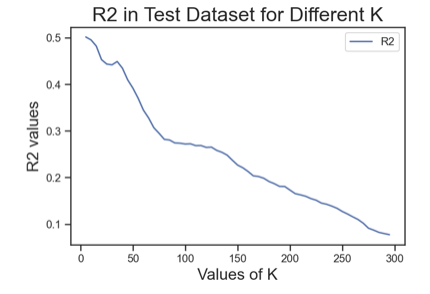 R2 in Test Dataset for Different K
R2
0.5
0.4
0.3
0.2
0.1
R2 values
0 50 100 150 200 250 300
Values of K